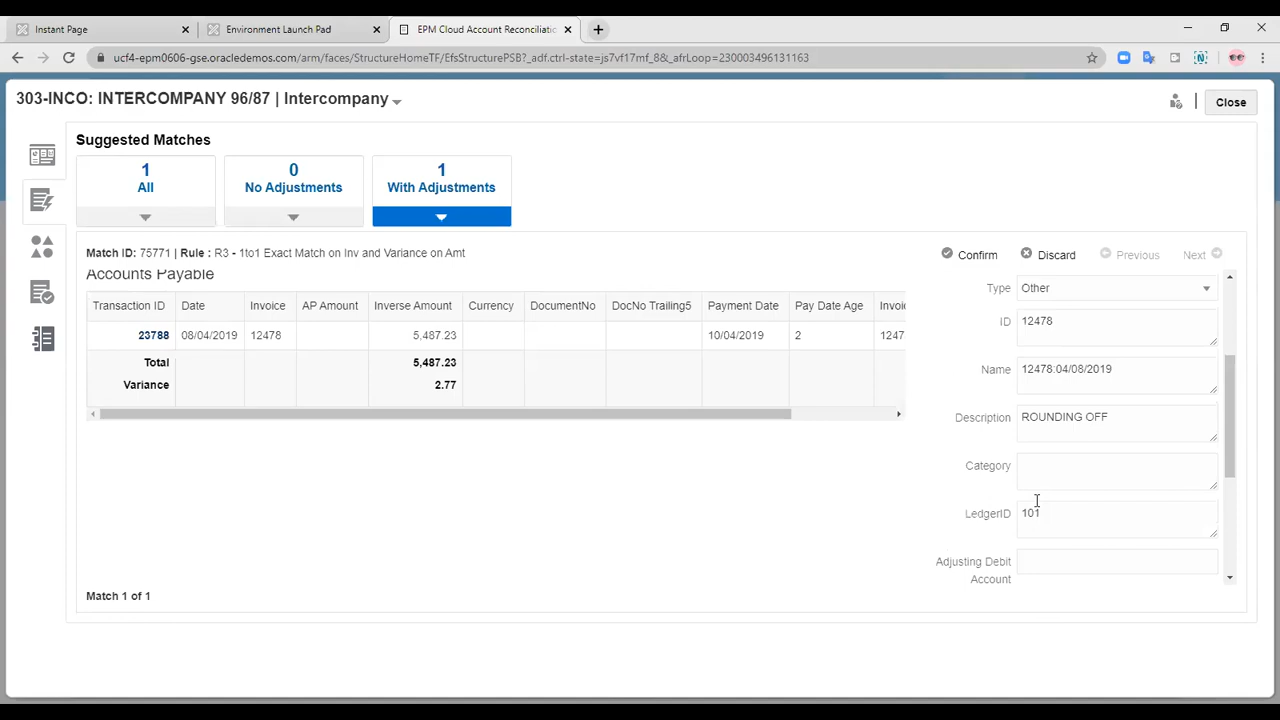 Instant Page
Environment Launch Pad
EPM Cloud Account Reconciliatio
ucf4-epm0606-gse.oracledemos.com/arm/faces/StructureHomeTF/EfsStructurePSB?_adf.ctrl-state=js7vf17mf_8&_afrLoop=230003496131163
303-INCO: INTERCOMPANY 96/87 | Intercompany
Close
Suggested Matches
1 0 1
All No Adjustments With Adjustments
Match ID: 75771 | Rule : R3 - 1to1 Exact Match on Inv and Variance on Amt
Confirm Discard Previous Next
Accounts Payable
Transaction ID Date Invoice AP Amount Inverse Amount Currency DocumentNo DocNo Trailing5 Payment Date Pay Date Age Invoic
23788 08/04/2019 12478 5,487.23 10/04/2019 2 1247
Total 5,487.23
Variance 2.77
Type Other
ID 12478
Name 12478:04/08/2019
Description ROUNDING OFF
Category
LedgerID 101
Adjusting Debit
Account
Match 1 of 1